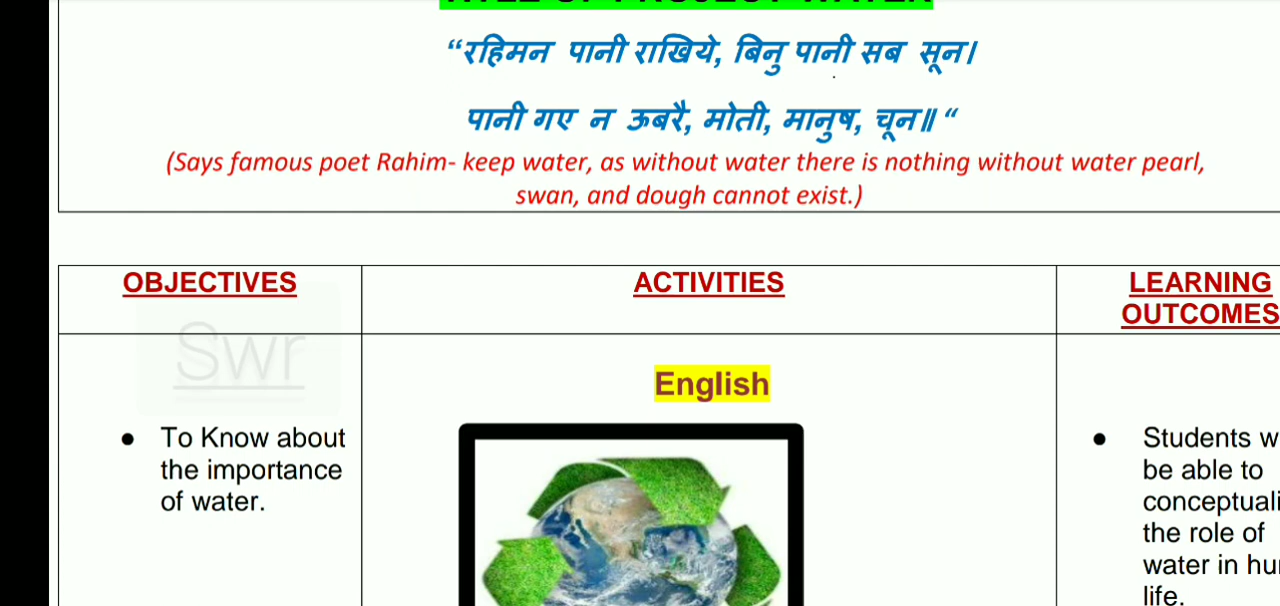 “रहिमन पानी राखिये, बिनु पानी सब सून।
पानी गए न ऊबरै, मोती, मानुष, चून॥ “
(Says famous poet Rahim- keep water, as without water there is nothing without water pearl,
swan, and dough cannot exist.)
OBJECTIVES
ACTIVITIES
LEARNING
OUTCOMES
Swr
English
● To Know about
the importance
of water.
● Students
be able to
the role of
water in
life.